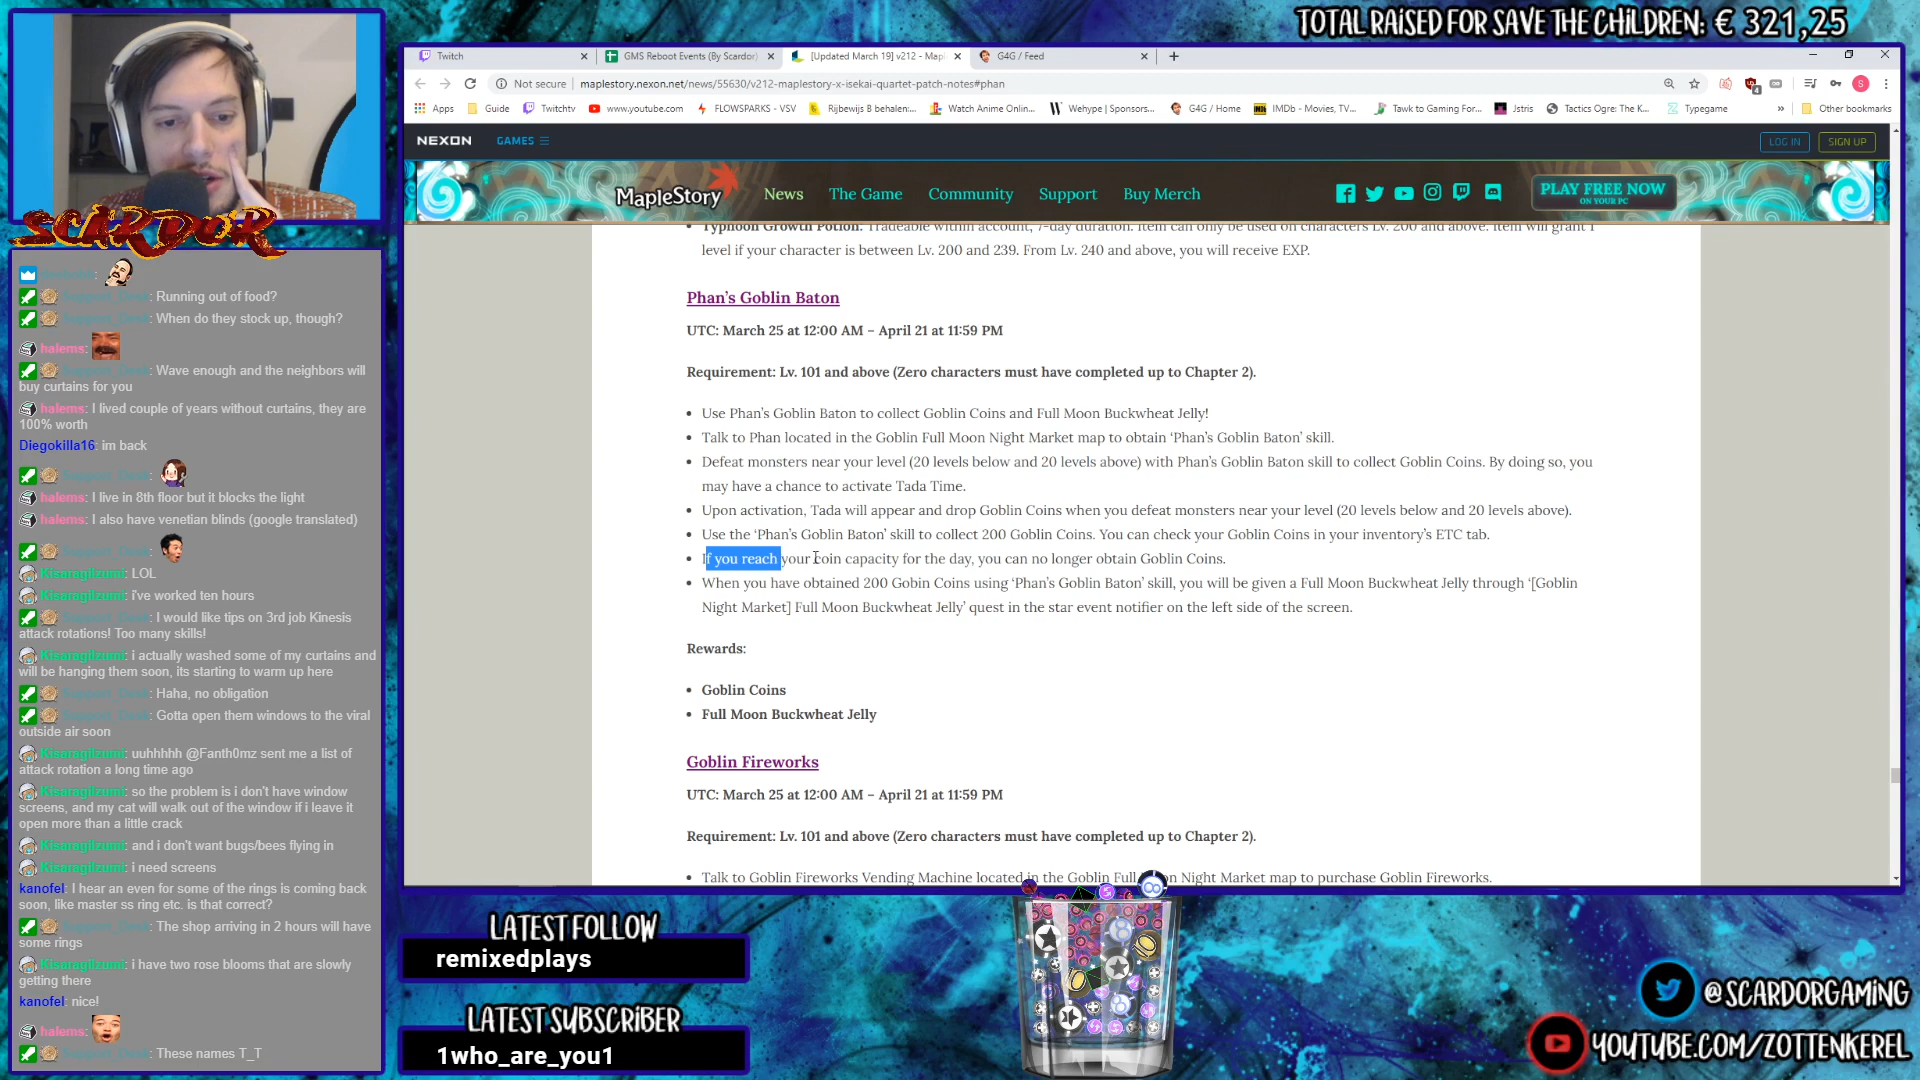 TOTAL RAISED FOR SAVE THE CHILDREN: € 321,25
Twitch
GMS Reboot Events (By Scardor)
[Updated March 19] v212 - Map
G4G / Feed
Not secure
maplestory.nexon.net/news/55630/v212-maplestory-x-isekai-quartet-patch-notes#phan
Apps
Guide
Twitchtv
www.youtube.com
FLOWSPARKS - VSV
Rijbewijs B behalen:...
Watch Anime Onlin...
Wehype | Sponsors...
G4G / Home
IMDb - Movies, TV...
Tawk to Gaming For...
Jstris
Tactics Ogre: The K...
Typegame
Other bookmarks
NEXON
GAMES
LOG IN
SIGN UP
MapleStory
News
The Game
Community
Support
Buy Merch
PLAY FREE NOW
ON YOUR PC
Typhoon Growth Potion: Tradeable within account, 7-day duration. Item can only be used on characters Lv. 200 and above. Item will grant 1
level if your character is between Lv. 200 and 239. From Lv. 240 and above, you will receive EXP.
Phan's Goblin Baton
UTC: March 25 at 12:00 AM – April 21 at 11:59 PM
Requirement: Lv. 101 and above (Zero characters must have completed up to Chapter 2).
Use Phan's Goblin Baton to collect Goblin Coins and Full Moon Buckwheat Jelly!
Talk to Phan located in the Goblin Full Moon Night Market map to obtain 'Phan's Goblin Baton' skill.
Defeat monsters near your level (20 levels below and 20 levels above) with Phan's Goblin Baton skill to collect Goblin Coins. By doing so, you
may have a chance to activate Tada Time.
Upon activation, Tada will appear and drop Goblin Coins when you defeat monsters near your level (20 levels below and 20 levels above).
Use the 'Phan's Goblin Baton' skill to collect 200 Goblin Coins. You can check your Goblin Coins in your inventory's ETC tab.
If you reach your coin capacity for the day, you can no longer obtain Goblin Coins.
When you have obtained 200 Gobin Coins using 'Phan's Goblin Baton' skill, you will be given a Full Moon Buckwheat Jelly through '[Goblin
Night Market] Full Moon Buckwheat Jelly' quest in the star event notifier on the left side of the screen.
Rewards:
Goblin Coins
Full Moon Buckwheat Jelly
Goblin Fireworks
UTC: March 25 at 12:00 AM – April 21 at 11:59 PM
Requirement: Lv. 101 and above (Zero characters must have completed up to Chapter 2).
Talk to Goblin Fireworks Vending Machine located in the Goblin Full Moon Night Market map to purchase Goblin Fireworks.
SCARDOR
: Running out of food?
: When do they stock up, though?
halems:
: Wave enough and the neighbors will
buy curtains for you
halems: I lived couple of years without curtains, they are
100% worth
Diegokilla16: im back
halems: I live in 8th floor but it blocks the light
halems: I also have venetian blinds (google translated)
KisaragiIzumi: LOL
KisaragiIzumi: i've worked ten hours
: I would like tips on 3rd job Kinesis
attack rotations! Too many skills!
KisaragiIzumi: i actually washed some of my curtains and
will be hanging them soon, its starting to warm up here
: Haha, no obligation
: Gotta open them windows to the viral
outside air soon
KisaragiIzumi: uuhhhhh @Fanth0mz sent me a list of
attack rotation a long time ago
KisaragiIzumi: so the problem is i don't have window
screens, and my cat will walk out of the window if i leave it
open more than a little crack
KisaragiIzumi: and i don't want bugs/bees flying in
KisaragiIzumi: i need screens
kanofel: I hear an even for some of the rings is coming back
soon, like master ss ring etc. is that correct?
: The shop arriving in 2 hours will have
some rings
KisaragiIzumi: i have two rose blooms that are slowly
getting there
kanofel: nice!
halems:
: These names T_T
LATEST FOLLOW
remixedplays
LATEST SUBSCRIBER
1who_are_you1
@SCARDORGAMING
YOUTUBE.COM/ZOTTENKEREL